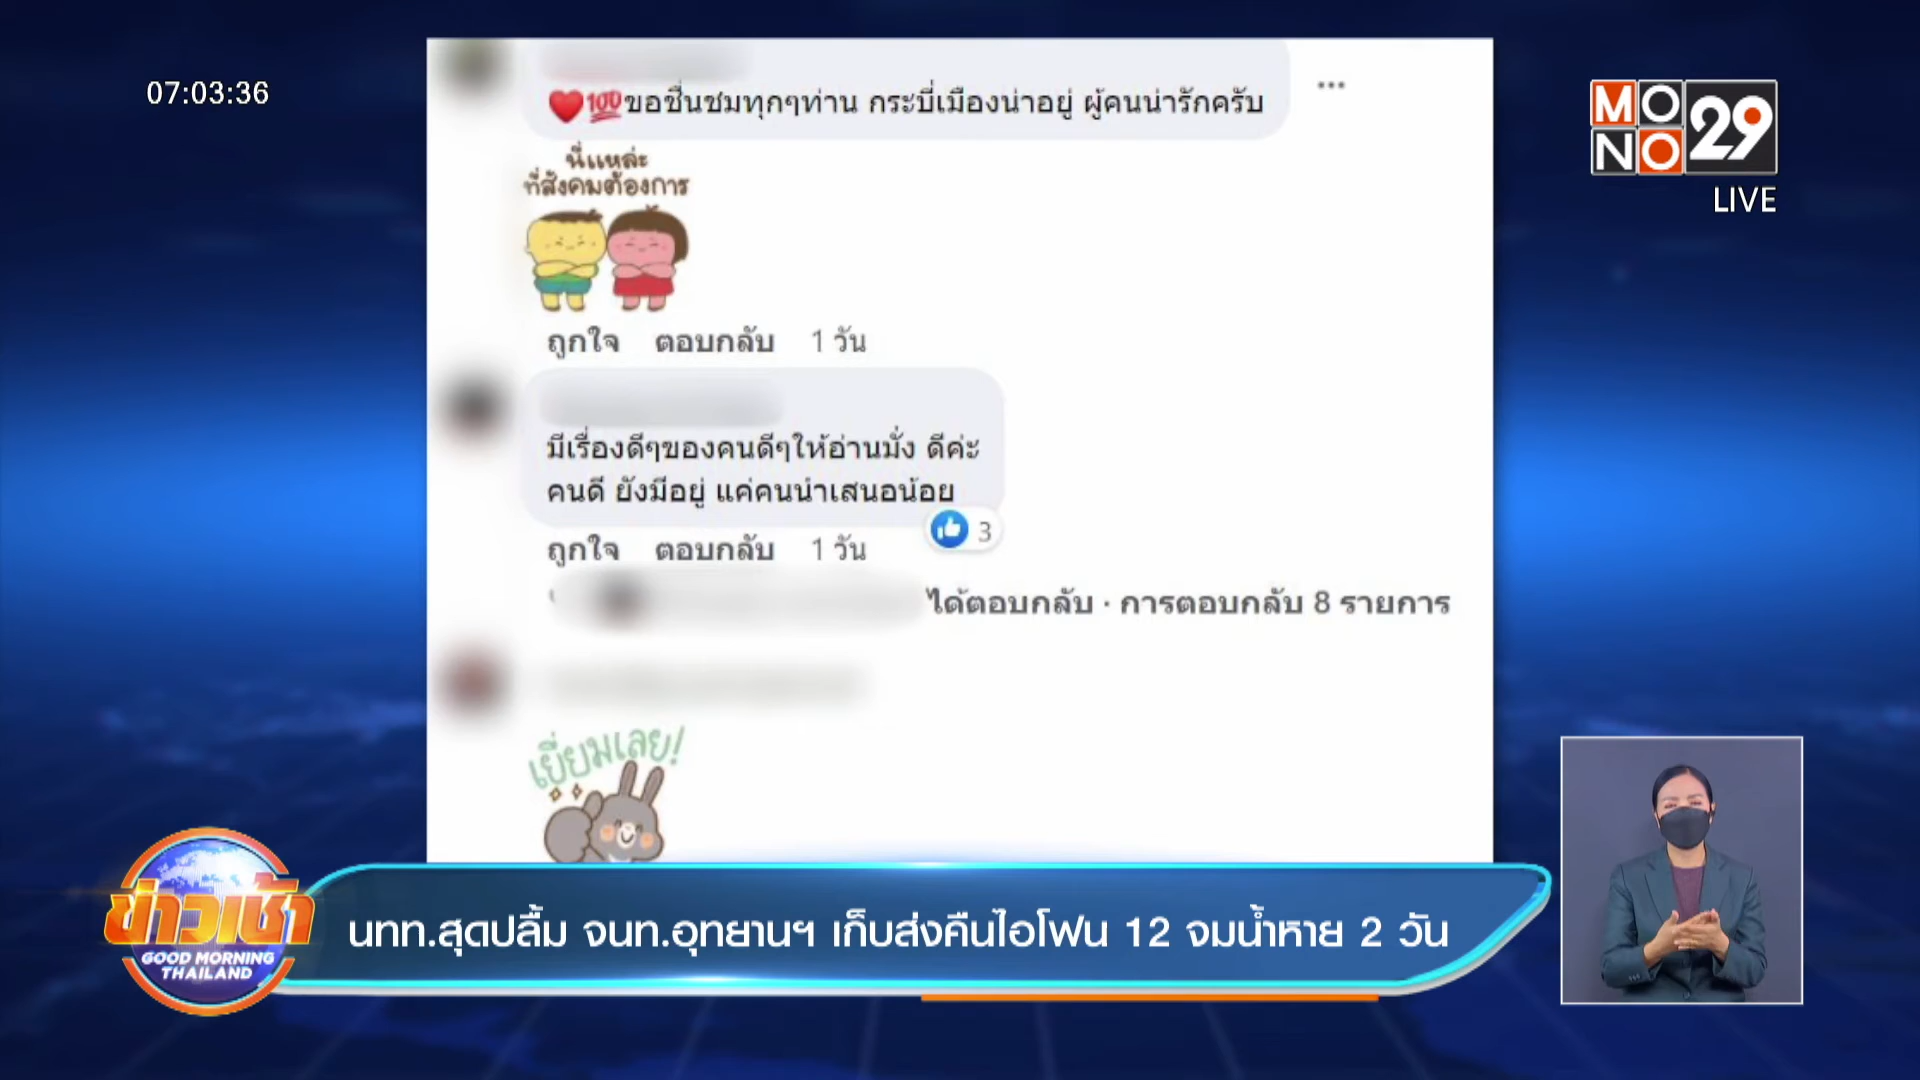 07:03:36
❤️💯ขอชื่นชมทุกๆท่าน กระบี่เมืองน่าอยู่ ผู้คนน่ารักครับ
...
MONO 29
LIVE
นี่แหล่ะ
ที่สังคมต้องการ
ถูกใจ ตอบกลับ 1 วัน
มีเรื่องดีๆของคนดีๆให้อ่านมั่ง ดีค่ะ
คนดี ยังมีอยู่ แค่คนนำเสนอน้อย
3
ถูกใจ ตอบกลับ 1 วัน
ได้ตอบกลับ · การตอบกลับ 8 รายการ
เยี่ยมเลย!
ข่าวเช้า
GOOD MORNING
THAILAND
นทท.สุดปลื้ม จนท.อุทยานฯ เก็บส่งคืนไอโฟน 12 จมน้ำหาย 2 วัน